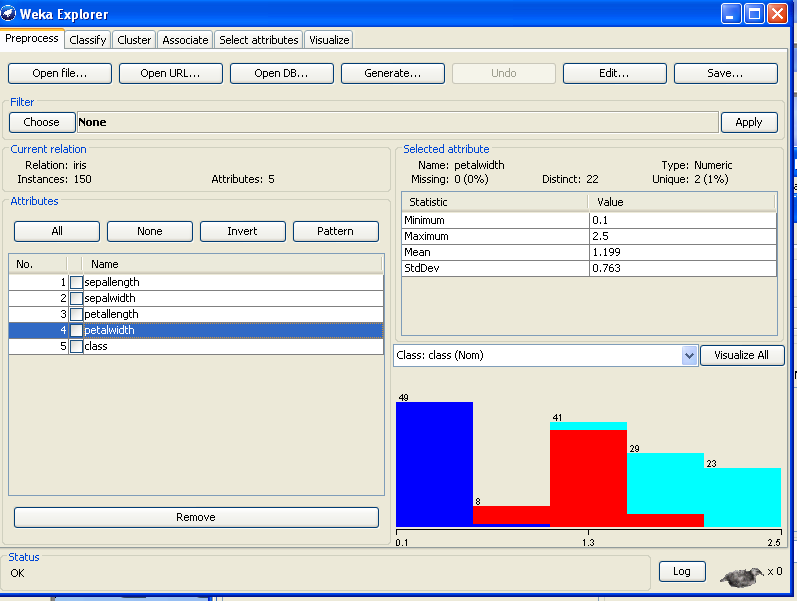 Weka Explorer
Preprocess Classify Cluster Associate Select attributes Visualize
Open file... Open URL... Open DB... Generate... Undo Edit... Save...
Filter
Choose None Apply
Current relation
Relation: iris
Instances: 150 Attributes: 5
Selected attribute
Name: petalwidth Type: Numeric
Missing: 0 (0%) Distinct: 22 Unique: 2 (1%)
Statistic Value
Minimum 0.1
Maximum 2.5
Mean 1.199
StdDev 0.763
Attributes
All None Invert Pattern
No. Name
1 sepallength
2 sepalwidth
3 petallength
4 petalwidth
5 class
Remove
Class: class (Nom) Visualize All
49
8
41
29
23
0.1 1.3 2.5
Status
OK
Log x 0